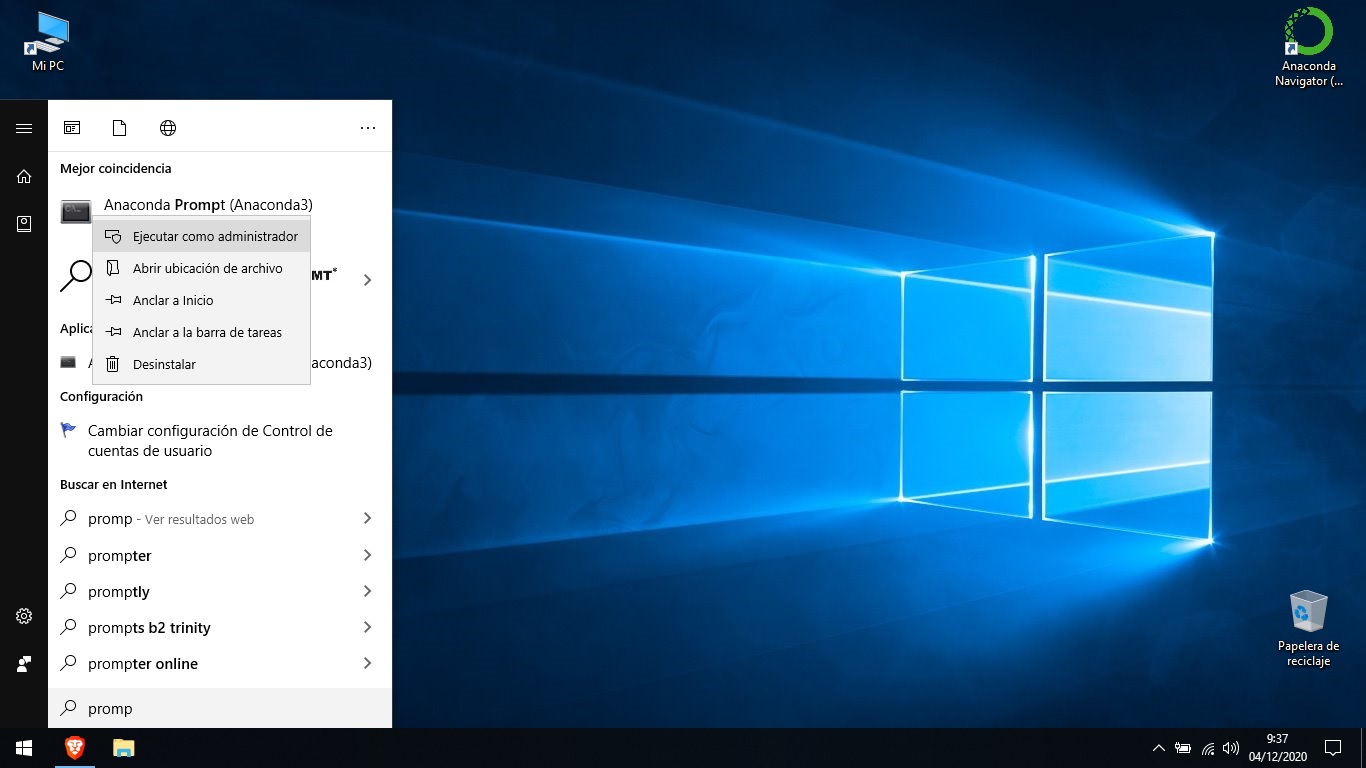 Mi PC
Anaconda
Navigator (...
Mejor coincidencia
Anaconda Prompt (Anaconda3)
Ejecutar como administrador
Abrir ubicación de archivo
MT*
Anclar a Inicio
Aplica
Anclar a la barra de tareas
aconda3)
Desinstalar
Configuración
Cambiar configuración de Control de
cuentas de usuario
Buscar en Internet
promp - Ver resultados web
prompter
promptly
prompts b2 trinity
prompter online
promp
Papelera de
reciclaje
9:37
04/12/2020